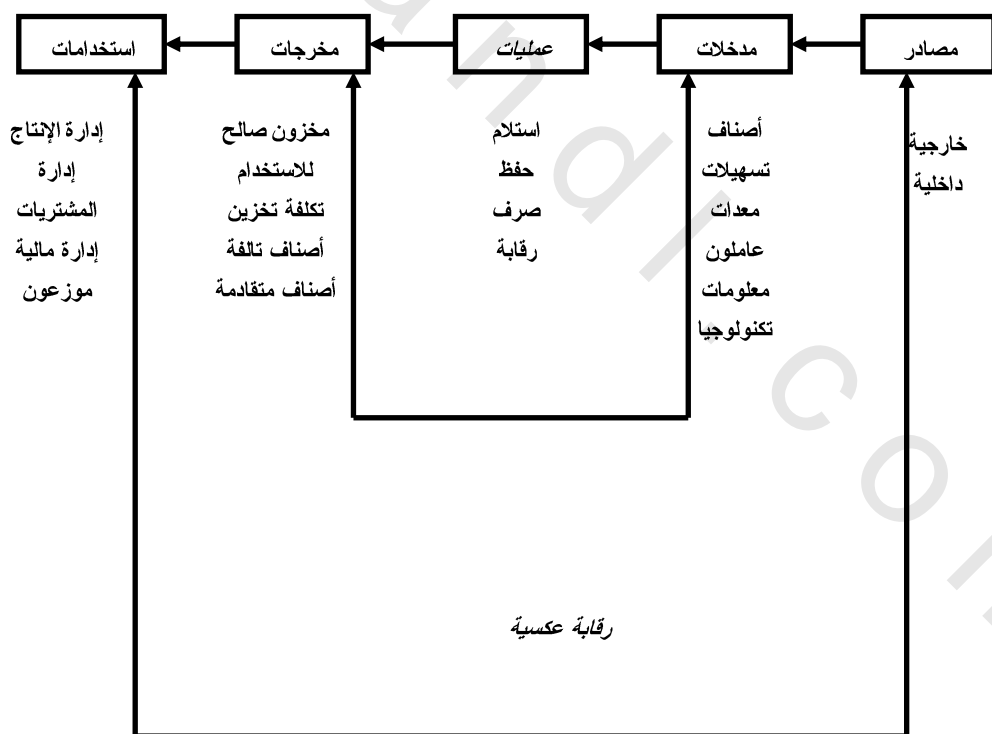 مصادر
مدخلات
عمليات
مخرجات
استخدامات
خارجية
داخلية
أصناف
تسهيلات
معدات
عاملون
معلومات
تكنولوجيا
استلام
حفظ
صرف
رقابة
مخزون صالح
للاستخدام
تكلفة تخزين
أصناف تالفة
أصناف متقادمة
إدارة الإنتاج
إدارة
المشتريات
إدارة مالية
موزعون
رقابة عكسية